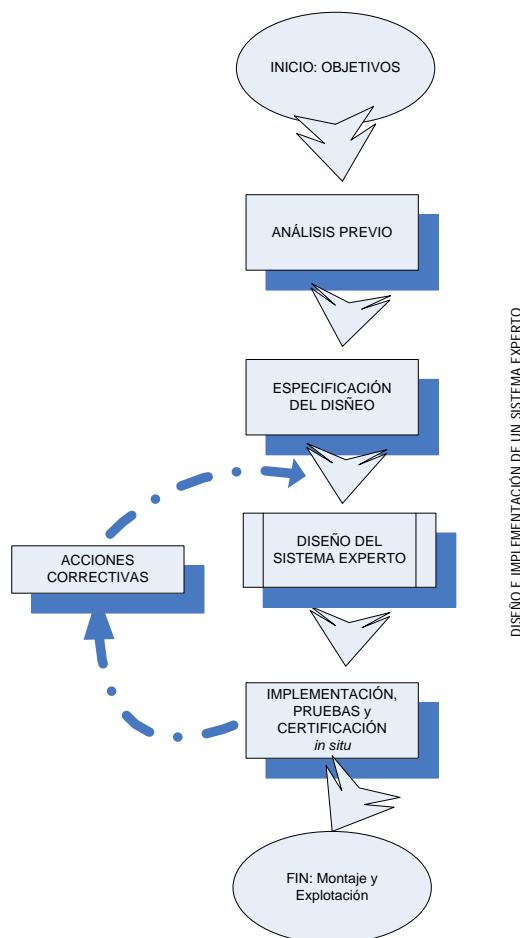 INICIO: OBJETIVOS
ANÁLISIS PREVIO
ESPECIFICACIÓN
DEL DISÑEO
DISEÑO DEL
SISTEMA EXPERTO
ACCIONES
CORRECTIVAS
IMPLEMENTACIÓN,
PRUEBAS y
CERTIFICACIÓN
in situ
FIN: Montaje y
Explotación
DISEÑO E IMPLEMENTACIÓN DE UN SISTEMA EXPERTO